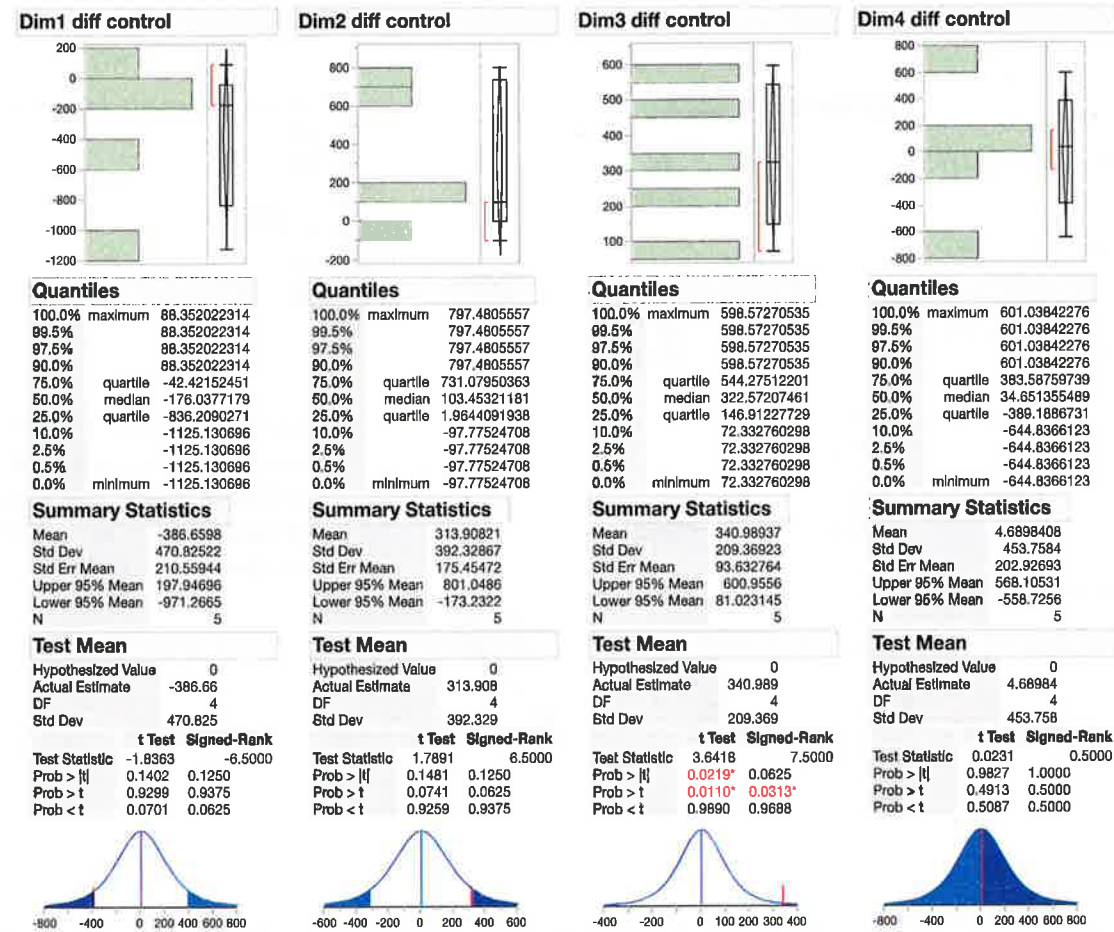 Dim1 diff control
200
0
-200
-400
-600
-800
-1000
-1200
Quantiles
100.0% maximum 88.352022314
99.5% 88.352022314
97.5% 88.352022314
90.0% 88.352022314
75.0% quartile -42.42152451
50.0% median -176.0377179
25.0% quartile -836.2090271
10.0% -1125.130696
2.5% -1125.130696
0.5% -1125.130696
0.0% minimum -1125.130696
Summary Statistics
Mean -386.6598
Std Dev 470.82522
Std Err Mean 210.55944
Upper 95% Mean 197.94696
Lower 95% Mean -971.2665
N 5
Test Mean
Hypothesized Value 0
Actual Estimate -386.66
DF 4
Std Dev 470.825
t Test Signed-Rank
Test Statistic -1.8363 -6.5000
Prob > |t| 0.1402 0.1250
Prob > t 0.9299 0.9375
Prob < t 0.0701 0.0625
-800 -400 0 200 400 600 800
Dim2 diff control
800
600
400
200
0
-200
Quantiles
100.0% maximum 797.4805557
99.5% 797.4805557
97.5% 797.4805557
90.0% 797.4805557
75.0% quartile 731.07950363
50.0% median 103.45321181
25.0% quartile 1.9644091938
10.0% -97.77524708
2.5% -97.77524708
0.5% -97.77524708
0.0% minimum -97.77524708
Summary Statistics
Mean 313.90821
Std Dev 392.32867
Std Err Mean 175.45472
Upper 95% Mean 801.0486
Lower 95% Mean -173.2322
N 5
Test Mean
Hypothesized Value 0
Actual Estimate 313.908
DF 4
Std Dev 392.329
t Test Signed-Rank
Test Statistic 1.7891 6.5000
Prob > |t| 0.1481 0.1250
Prob > t 0.0741 0.0625
Prob < t 0.9259 0.9375
-600 -400 -200 0 200 400 600
Dim3 diff control
600
500
400
300
200
100
Quantiles
100.0% maximum 598.57270535
99.5% 598.57270535
97.5% 598.57270535
90.0% 598.57270535
75.0% quartile 544.27512201
50.0% median 322.57207461
25.0% quartile 146.91227729
10.0% 72.332760298
2.5% 72.332760298
0.5% 72.332760298
0.0% minimum 72.332760298
Summary Statistics
Mean 340.98937
Std Dev 209.36923
Std Err Mean 93.632764
Upper 95% Mean 600.9556
Lower 95% Mean 81.023145
N 5
Test Mean
Hypothesized Value 0
Actual Estimate 340.989
DF 4
Std Dev 209.369
t Test Signed-Rank
Test Statistic 3.6418 7.5000
Prob > |t| 0.0219* 0.0625
Prob > t 0.0110* 0.0313*
Prob < t 0.9890 0.9688
-400 -200 0 100 200 300 400
Dim4 diff control
800
600
400
200
0
-200
-400
-600
-800
Quantiles
100.0% maximum 601.03842276
99.5% 601.03842276
97.5% 601.03842276
90.0% 601.03842276
75.0% quartile 383.58759739
50.0% median 34.651355489
25.0% quartile -389.1886731
10.0% -644.8366123
2.5% -644.8366123
0.5% -644.8366123
0.0% minimum -644.8366123
Summary Statistics
Mean 4.6898408
Std Dev 453.7584
Std Err Mean 202.92693
Upper 95% Mean 568.10531
Lower 95% Mean -558.7256
N 5
Test Mean
Hypothesized Value 0
Actual Estimate 4.68984
DF 4
Std Dev 453.758
t Test Signed-Rank
Test Statistic 0.0231 0.5000
Prob > |t| 0.9827 1.0000
Prob > t 0.4913 0.5000
Prob < t 0.5087 0.5000
-800 -400 0 200 400 600 800